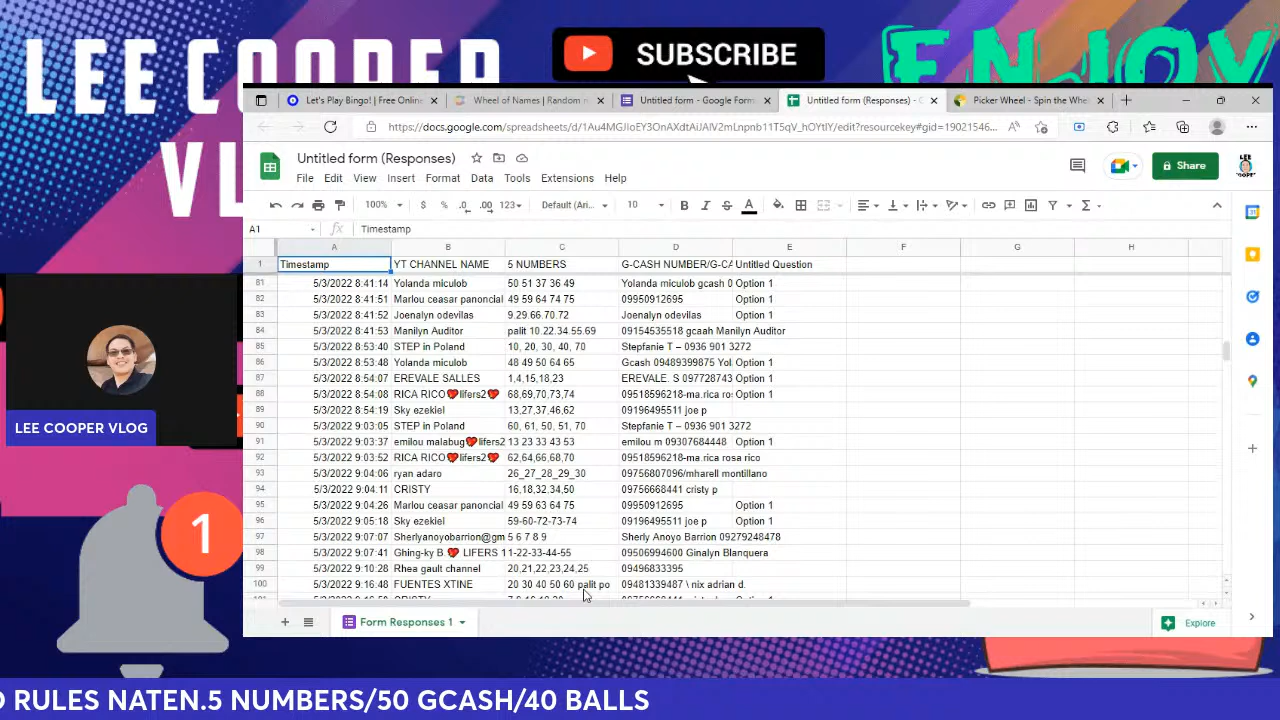 LEE COOPER
VL
SUBSCRIBE
ENJOY
Let's Play Bingo! | Free Online
Wheel of Names | Random n
Untitled form - Google Form
Untitled form (Responses) - G
Picker Wheel - Spin the Whe
Untitled form (Responses)
Share
File Edit View Insert Format Data Tools Extensions Help
100% $ % .0 .00 123 Default (Ari... 10
A1 fx Timestamp
A B C D E F G H
1 Timestamp YT CHANNEL NAME 5 NUMBERS G-CASH NUMBER/G-CA Untitled Question
81 5/3/2022 8:41:14 Yolanda miculob 50 51 37 36 49 Yolanda miculob gcash 0 Option 1
82 5/3/2022 8:41:51 Marlou ceasar panoncial 49 59 64 74 75 09950912695 Option 1
83 5/3/2022 8:41:52 Joenalyn odevilas 9.29.66.70.72 Joenalyn odevilas Option 1
84 5/3/2022 8:41:53 Manilyn Auditor palit 10.22.34.55.69 09154535518 gcaah Manilyn Auditor
85 5/3/2022 8:53:40 STEP in Poland 10, 20, 30, 40, 70 Stepfanie T – 0936 901 3272
86 5/3/2022 8:53:48 Yolanda miculob 48 49 50 64 65 Gcash 09489399875 Yol Option 1
87 5/3/2022 8:54:07 EREVALE SALLES 1,4,15,18,23 EREVALE. S 097728743 Option 1
88 5/3/2022 8:54:08 RICA RICO❤lifers2❤ 68,69,70,73,74 09518596218-ma.rica ro Option 1
89 5/3/2022 8:54:19 Sky ezekiel 13,27,37,46,62 09196495511 joe p
90 5/3/2022 9:03:05 STEP in Poland 60, 61, 50, 51, 70 Stepfanie T – 0936 901 3272
91 5/3/2022 9:03:37 emilou malabug❤lifers2 13 23 33 43 53 emilou m 09307684448 Option 1
92 5/3/2022 9:03:52 RICA RICO❤lifers2❤ 62,64,66,68,70 09518596218-ma.rica rosa rico
93 5/3/2022 9:04:06 ryan adaro 26_27_28_29_30 09756807096/mharell montillano
94 5/3/2022 9:04:11 CRISTY 16,18,32,34,50 09756668441 cristy p
95 5/3/2022 9:04:26 Marlou ceasar panoncial 49 59 63 64 75 09950912695 Option 1
96 5/3/2022 9:05:18 Sky ezekiel 59-60-72-73-74 09196495511 joe p Option 1
97 5/3/2022 9:07:07 Sherlyanoyobarrion@gm 5 6 7 8 9 Sherly Anoyo Barrion 09279248478
98 5/3/2022 9:07:41 Ghing-ky B.❤ LIFERS 1 1-22-33-44-55 09506994600 Ginalyn Blanquera
99 5/3/2022 9:10:28 Rhea gault channel 20,21,22,23,24,25 09496833395
100 5/3/2022 9:16:48 FUENTES XTINE 20 30 40 50 60 palit po 09481339487 \ nix adrian d.
Form Responses 1
Explore
LEE COOPER VLOG
1
RULES NATEN.5 NUMBERS/50 GCASH/40 BALLS